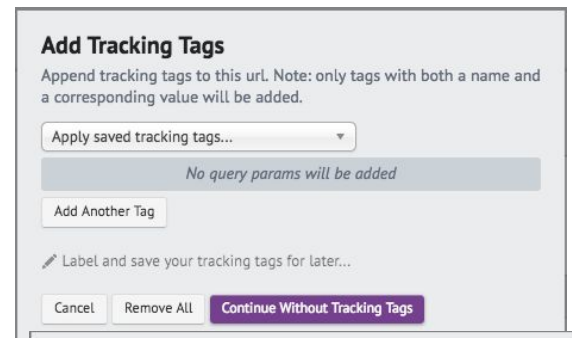 Add Tracking Tags
Append tracking tags to this url. Note: only tags with both a name and
a corresponding value will be added.
Apply saved tracking tags...
No query params will be added
Add Another Tag
Label and save your tracking tags for later...
Cancel Remove All Continue Without Tracking Tags